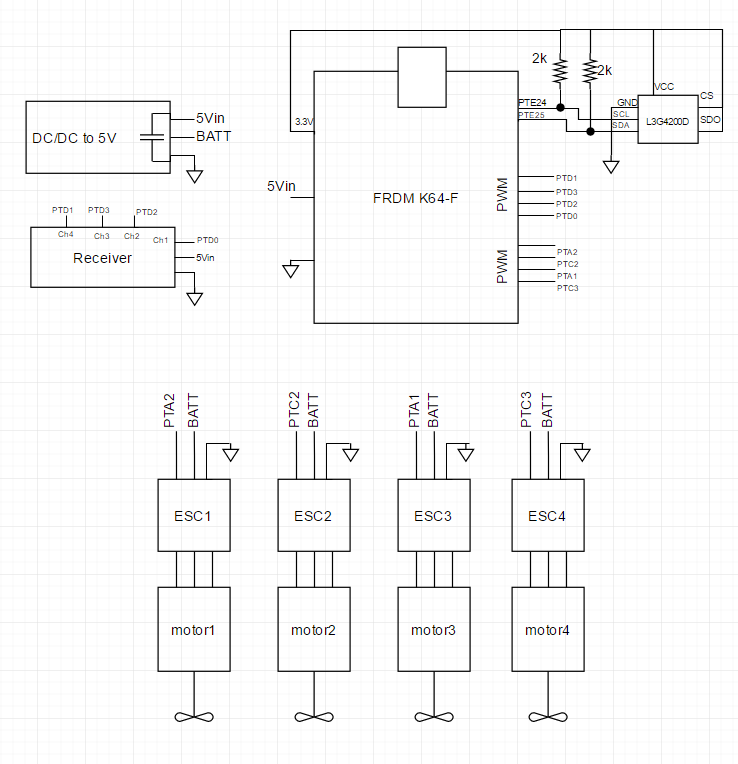 2k
2k
VCC
CS
PTE24
GND
5Vin
3.3V
PTE25
SCL
L3G4200D
SDO
SDA
DC/DC to 5V
BATT
5Vin
FRDM K64-F
PWM
PTD1
PTD3
PTD2
PTD0
PTD1
PTD3
PTD2
Ch4
Ch3
Ch2
Ch1
PTD0
Receiver
5Vin
PWM
PTA2
PTC2
PTA1
PTC3
PTA2
BATT
PTC2
BATT
PTA1
BATT
PTC3
BATT
ESC1
ESC2
ESC3
ESC4
motor1
motor2
motor3
motor4